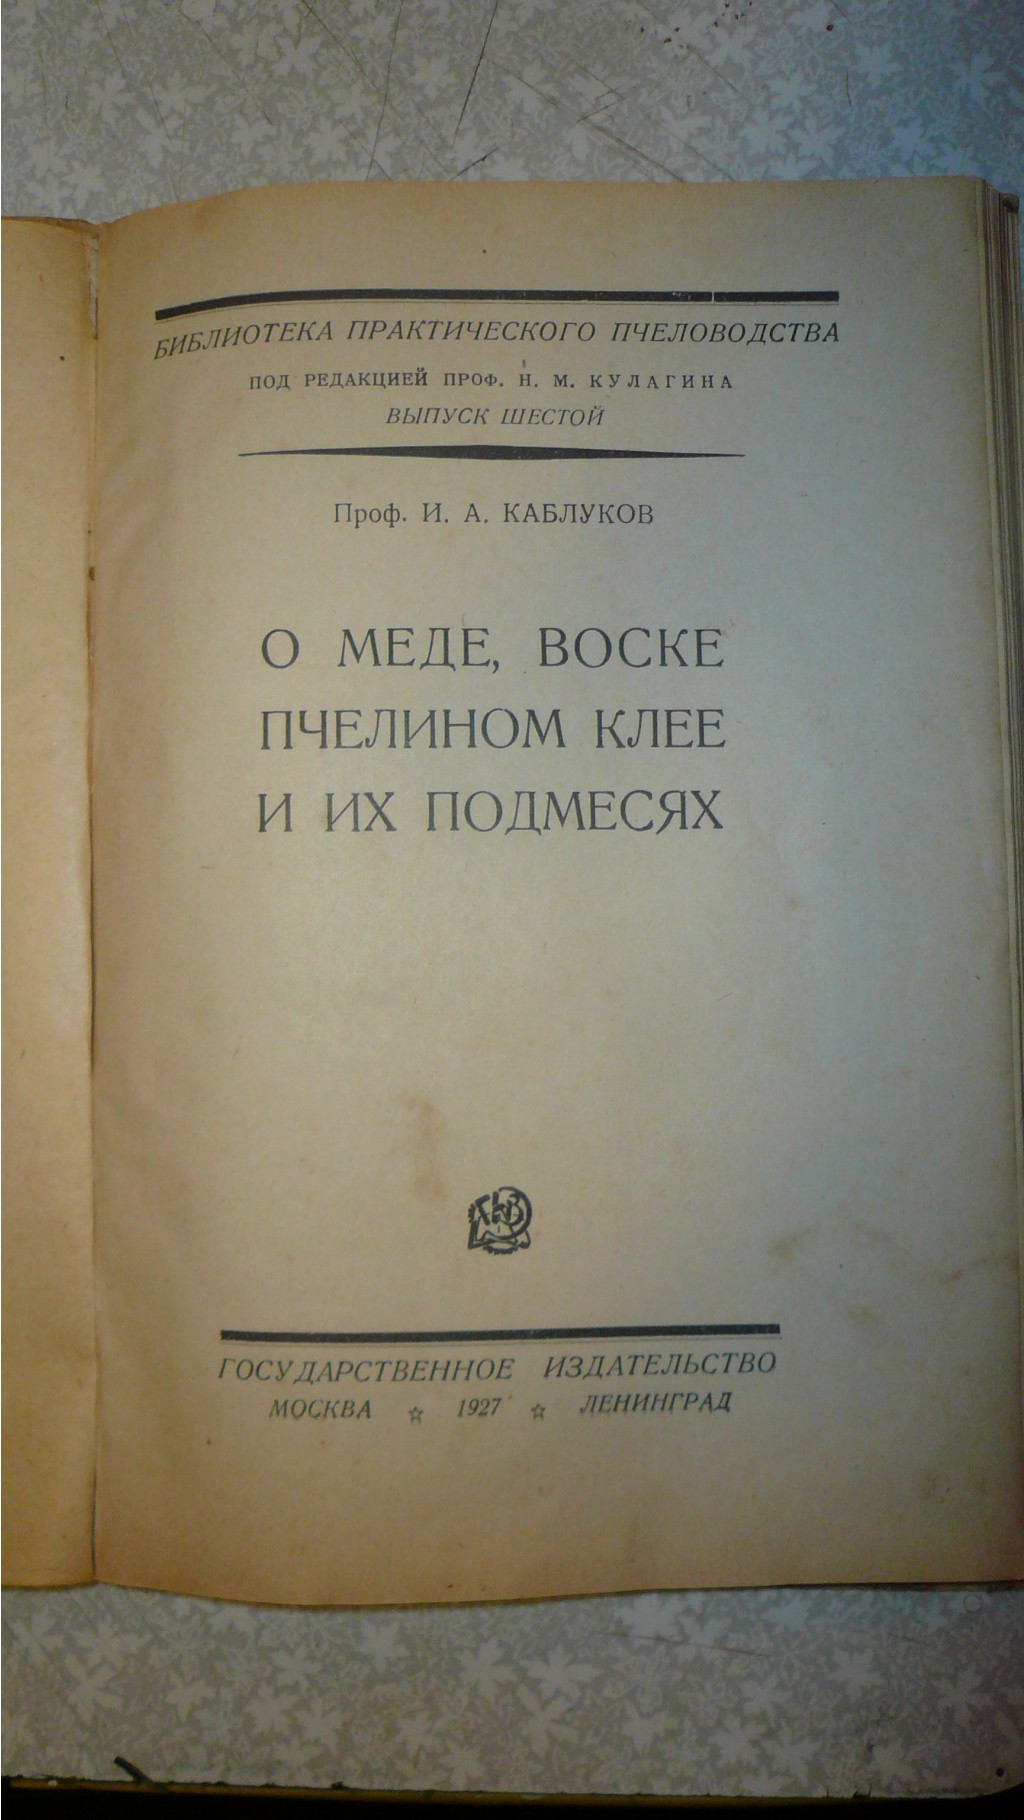 БИБЛИОТЕКА ПРАКТИЧЕСКОГО ПЧЕЛОВОДСТВА
ПОД РЕДАКЦИЕЙ ПРОФ. Н. М. КУЛАГИНА
ВЫПУСК ШЕСТОЙ
Проф. И. А. КАБЛУКОВ
О МЕДЕ, ВОСКЕ
ПЧЕЛИНОМ КЛЕЕ
И ИХ ПОДМЕСЯХ
ГОСУДАРСТВЕННОЕ ИЗДАТЕЛЬСТВО
МОСКВА ☆ 1927 ☆ ЛЕНИНГРАД